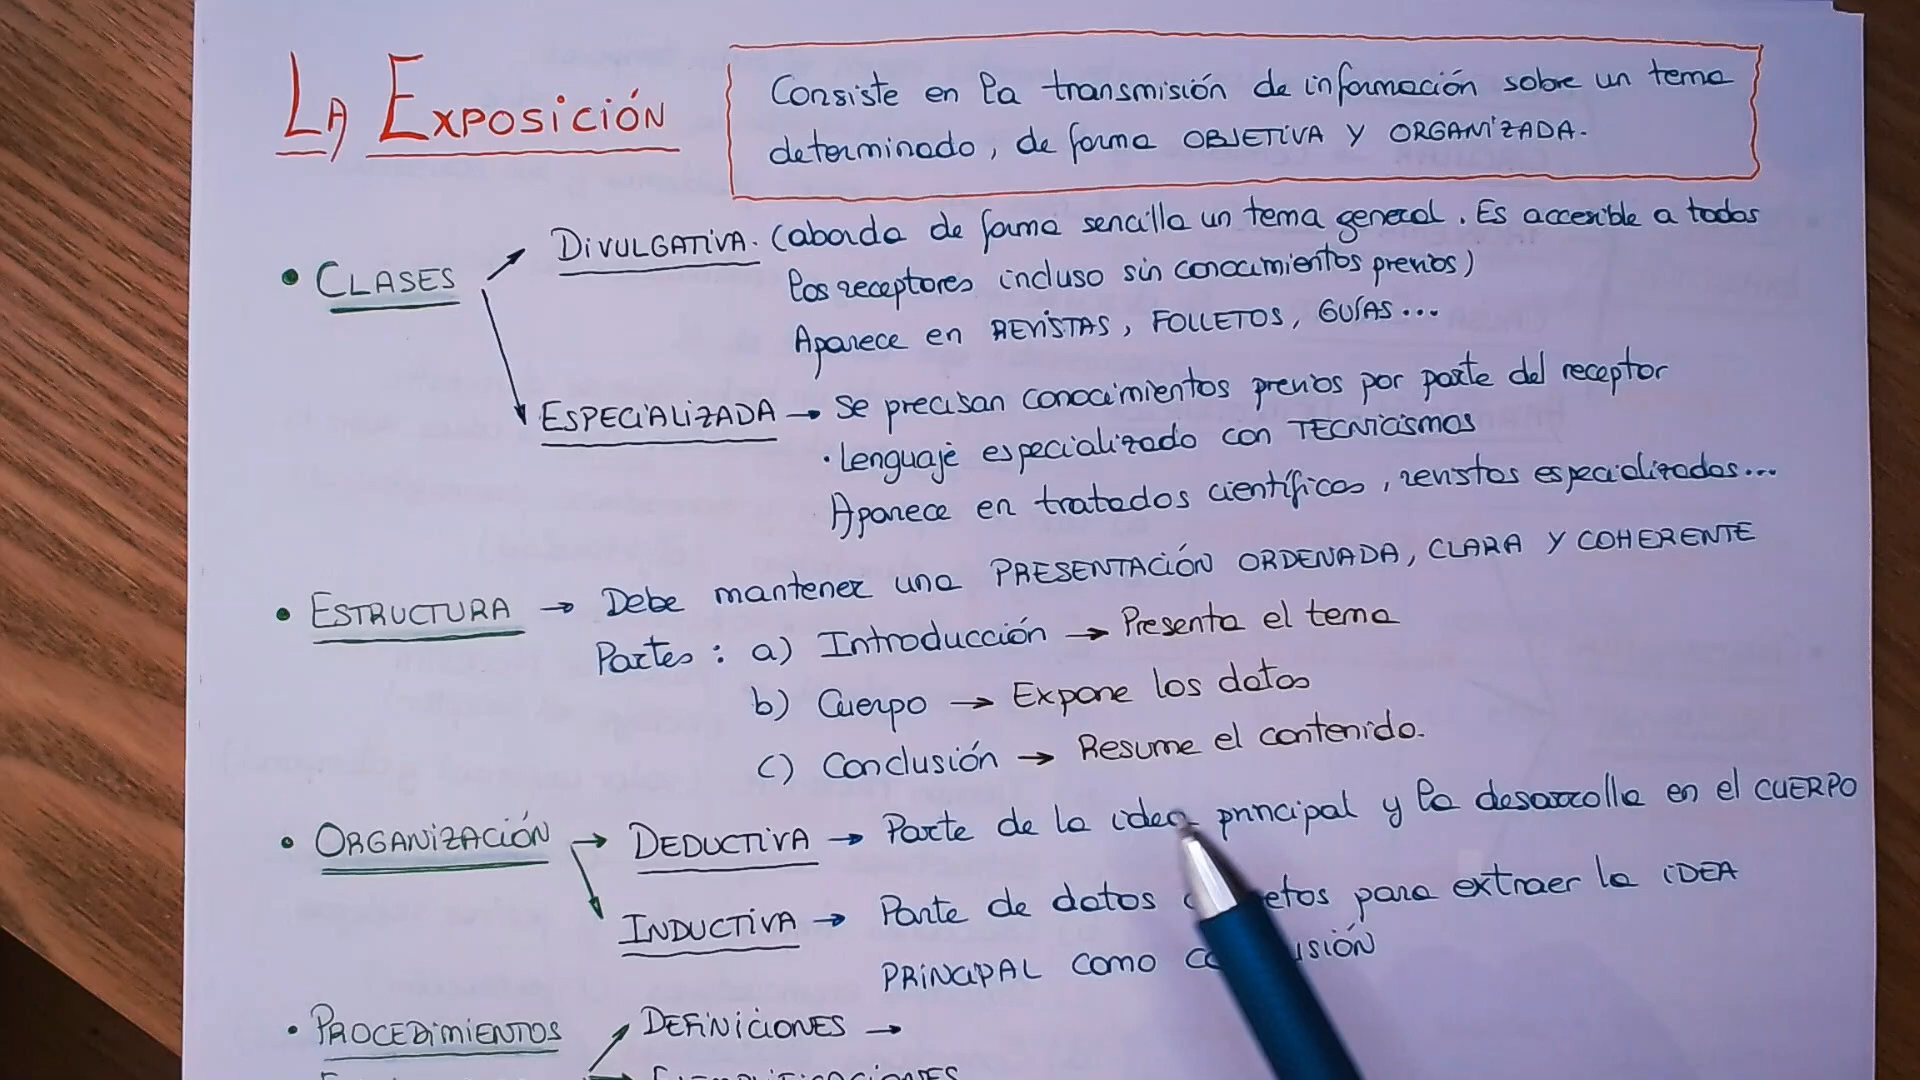 LA EXPOSICIÓN
Consiste en la transmisión de información sobre un tema
determinado, de forma OBJETIVA Y ORGANIZADA.
• CLASES
DIVULGATIVA. (aborda de forma sencilla un tema general. Es accesible a todos
los receptores incluso sin conocimientos previos)
Aparece en REVISTAS, FOLLETOS, GUÍAS...
ESPECIALIZADA → se precisan conocimientos previos por parte del receptor
· Lenguaje especializado con TECNICISMOS
Aparece en tratados científicos, revistas especializadas...
• ESTRUCTURA → Debe mantener una PRESENTACIÓN ORDENADA, CLARA Y COHERENTE
Partes: a) Introducción → Presenta el tema
b) Cuerpo → Expone los datos
c) Conclusión → Resume el contenido.
• ORGANIZACIÓN → DEDUCTIVA → Parte de la idea principal y la desarrolla en el CUERPO
INDUCTIVA → Parte de datos para extraer la IDEA
PRINCIPAL COMO
• PROCEDIMIENTOS
DEFINICIONES →
EJEMPLIFICACIONES